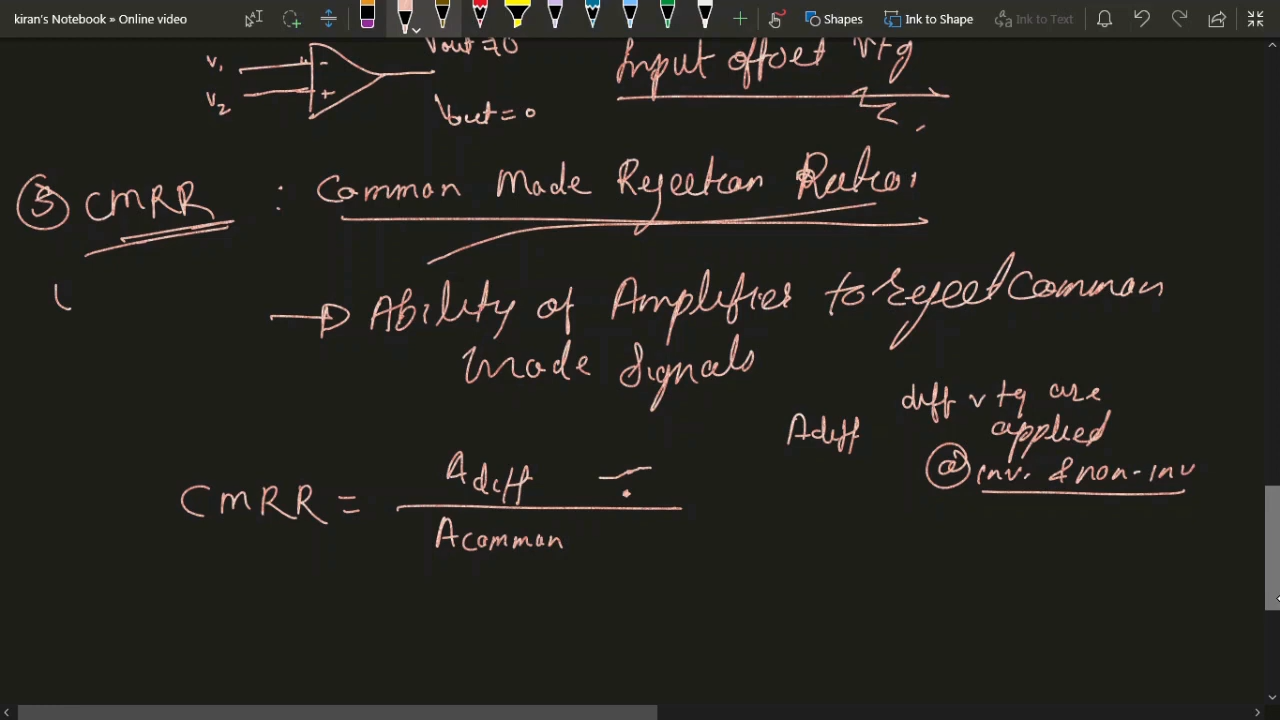 kiran's Notebook » Online video
Shapes
Ink to Shape
Ink to Text
V1
V2
-
+
Vout = 0
Input offset vtg
③ CMRR : Common Mode Rejection Ratio
→ Ability of Amplifier to reject Common
mode Signals
Adiff
diff vtg are
applied
@ inv. & non-inv
CMRR = Adiff
Acommon